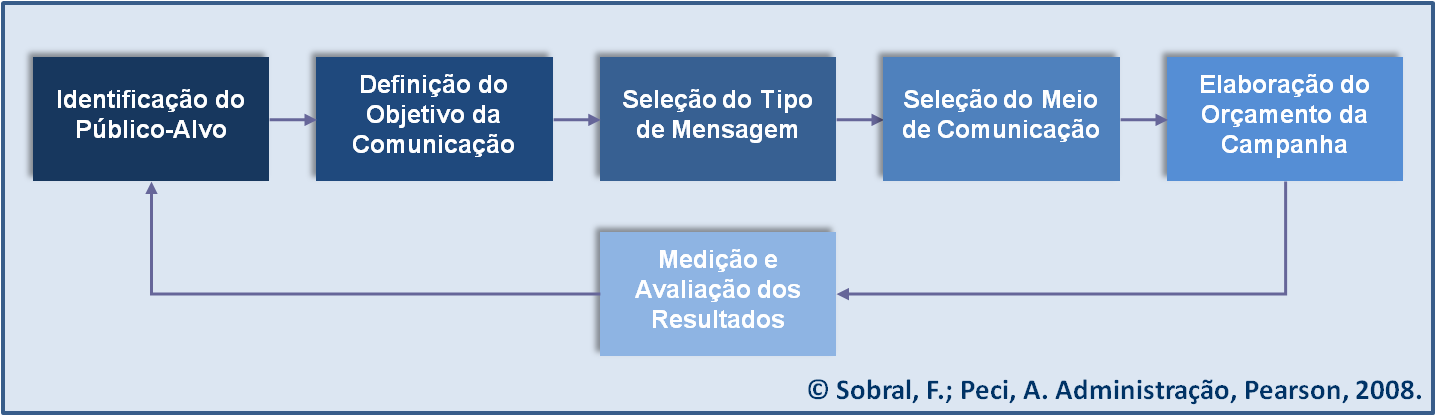 Identificação do
Público-Alvo
Definição do
Objetivo da
Comunicação
Seleção do Tipo
de Mensagem
Seleção do Meio
de Comunicação
Elaboração do
Orçamento da
Campanha
Medição e
Avaliação dos
Resultados
© Sobral, F.; Peci, A. Administração, Pearson, 2008.